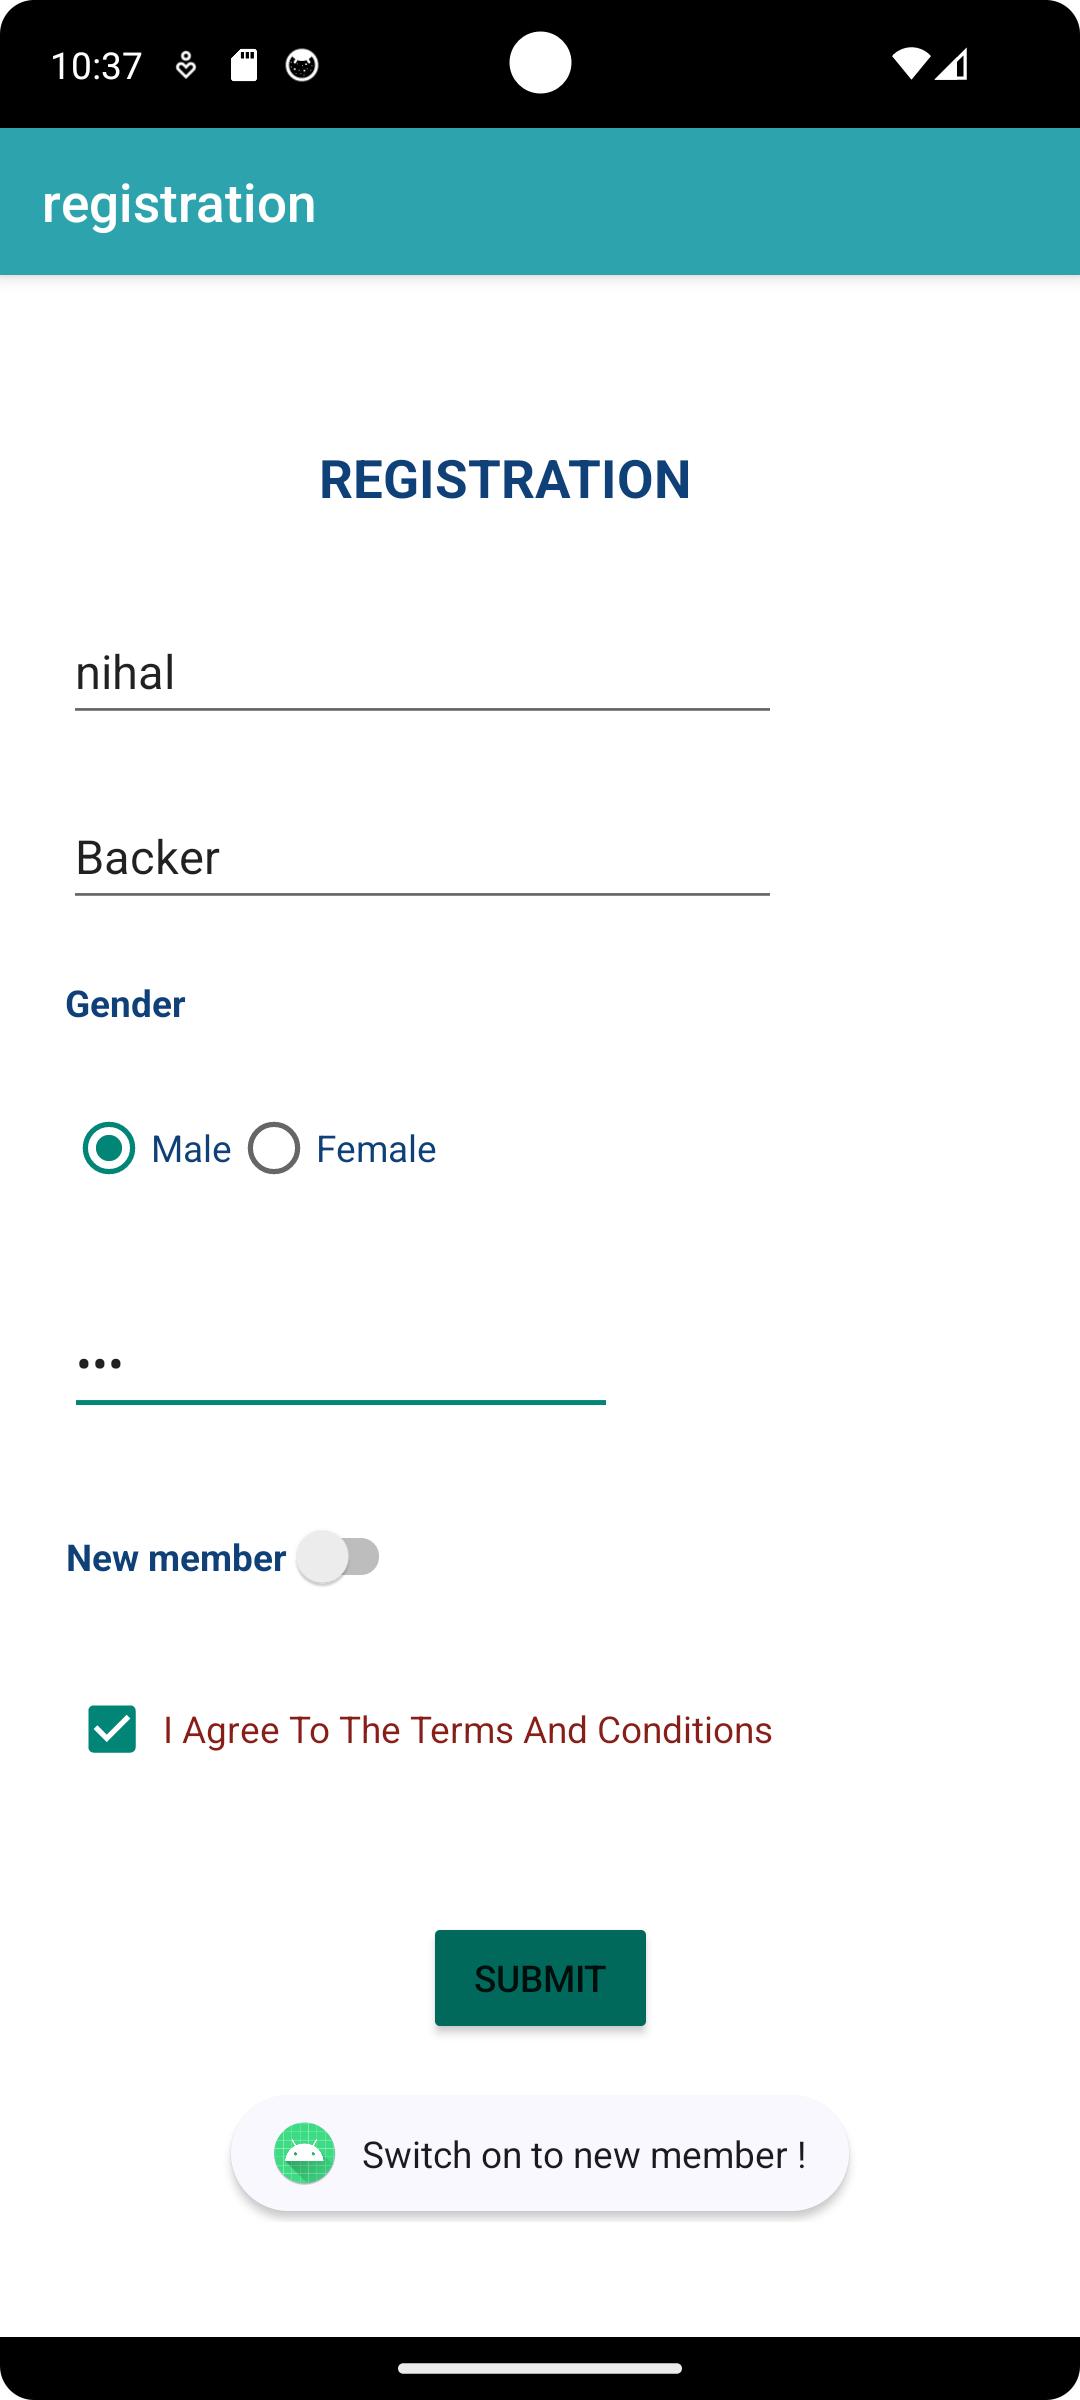 10:37
registration
REGISTRATION
nihal
Backer
Gender
Male Female
•••
New member
I Agree To The Terms And Conditions
SUBMIT
Switch on to new member !